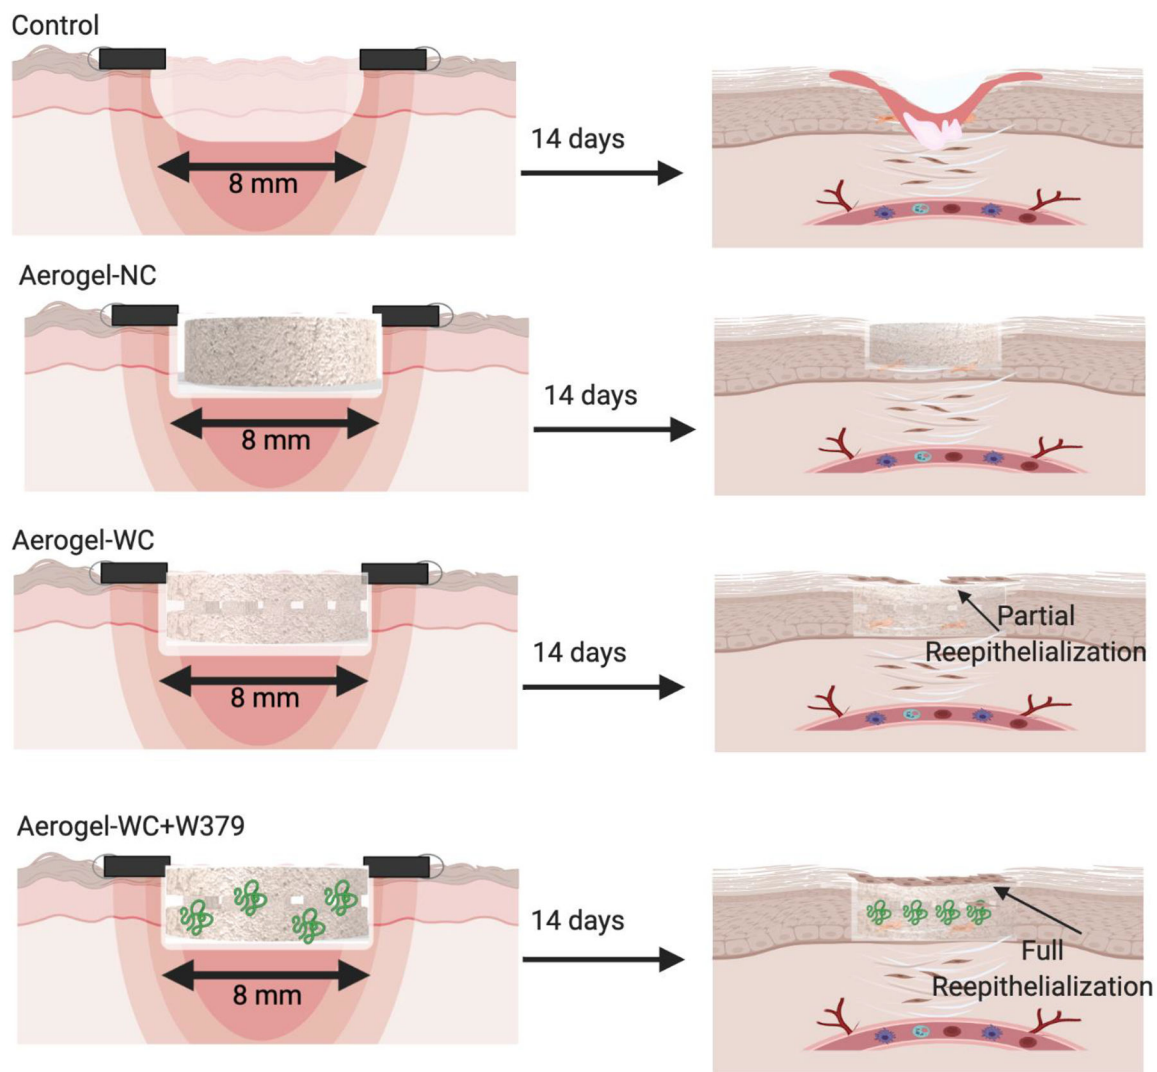 Control
14 days
8 mm
Aerogel-NC
14 days
8 mm
Aerogel-WC
14 days
8 mm
Partial
Reepithelialization
Aerogel-WC+W379
14 days
8 mm
Full
Reepithelialization